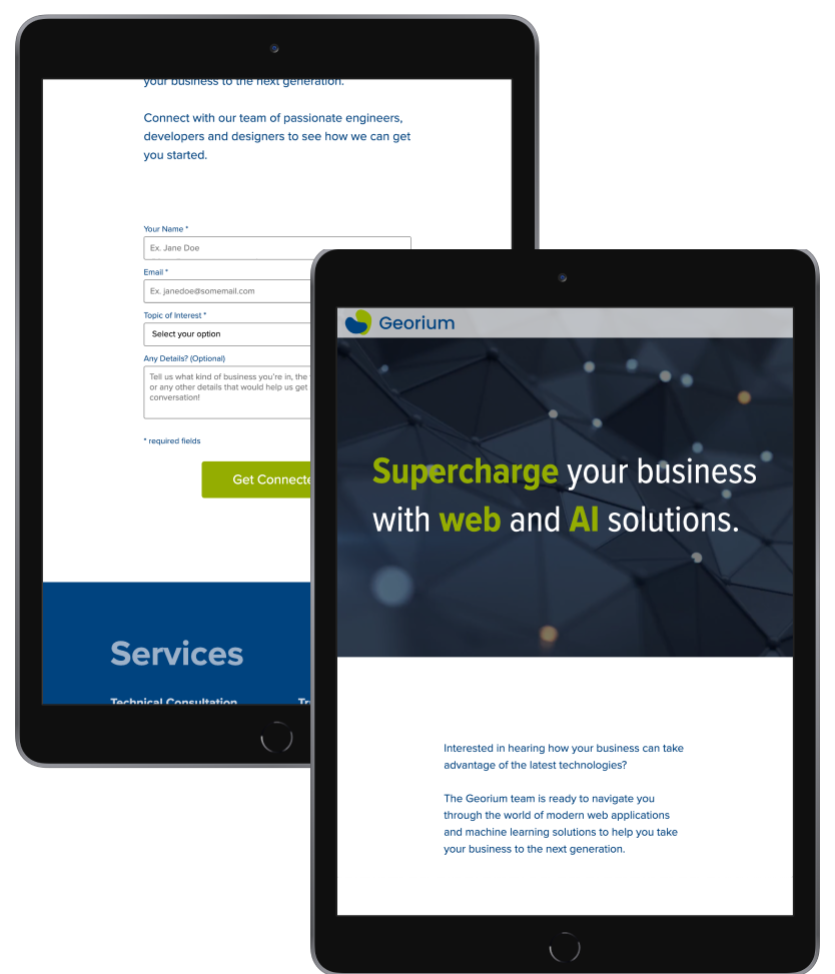 your business to the next generation.
Connect with our team of passionate engineers,
developers and designers to see how we can get
you started.
Your Name *
Ex. Jane Doe
Email *
Ex. janedoe@somemail.com
Topic of Interest *
Select your option
Any Details? (Optional)
Tell us what kind of business you're in, the
or any other details that would help us get
conversation!
* required fields
Get Connecte
Services
Technical Consultation
Georium
Supercharge your business
with web and AI solutions.
Interested in hearing how your business can take
advantage of the latest technologies?
The Georium team is ready to navigate you
through the world of modern web applications
and machine learning solutions to help you take
your business to the next generation.